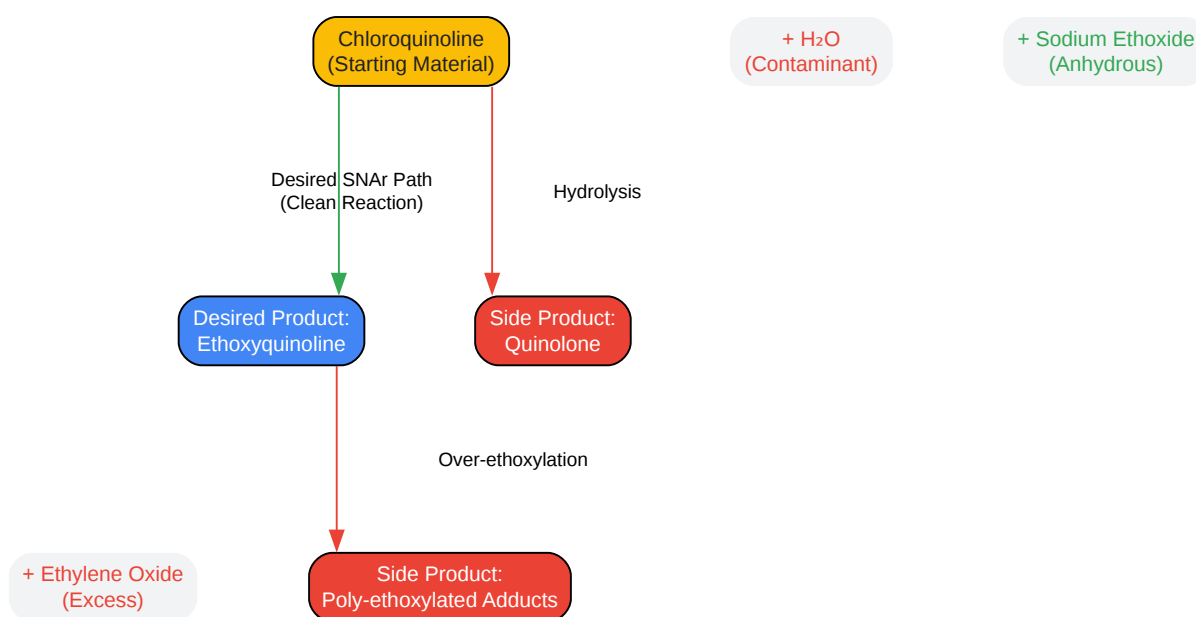 Chloroquinoline
(Starting Material)
+ H₂O
(Contaminant)
+ Sodium Ethoxide
(Anhydrous)
Desired SNAr Path
(Clean Reaction)
Hydrolysis
Desired Product:
Ethoxyquinoline
Side Product:
Quinolone
Over-ethoxylation
+ Ethylene Oxide
(Excess)
Side Product:
Poly-ethoxylated Adducts